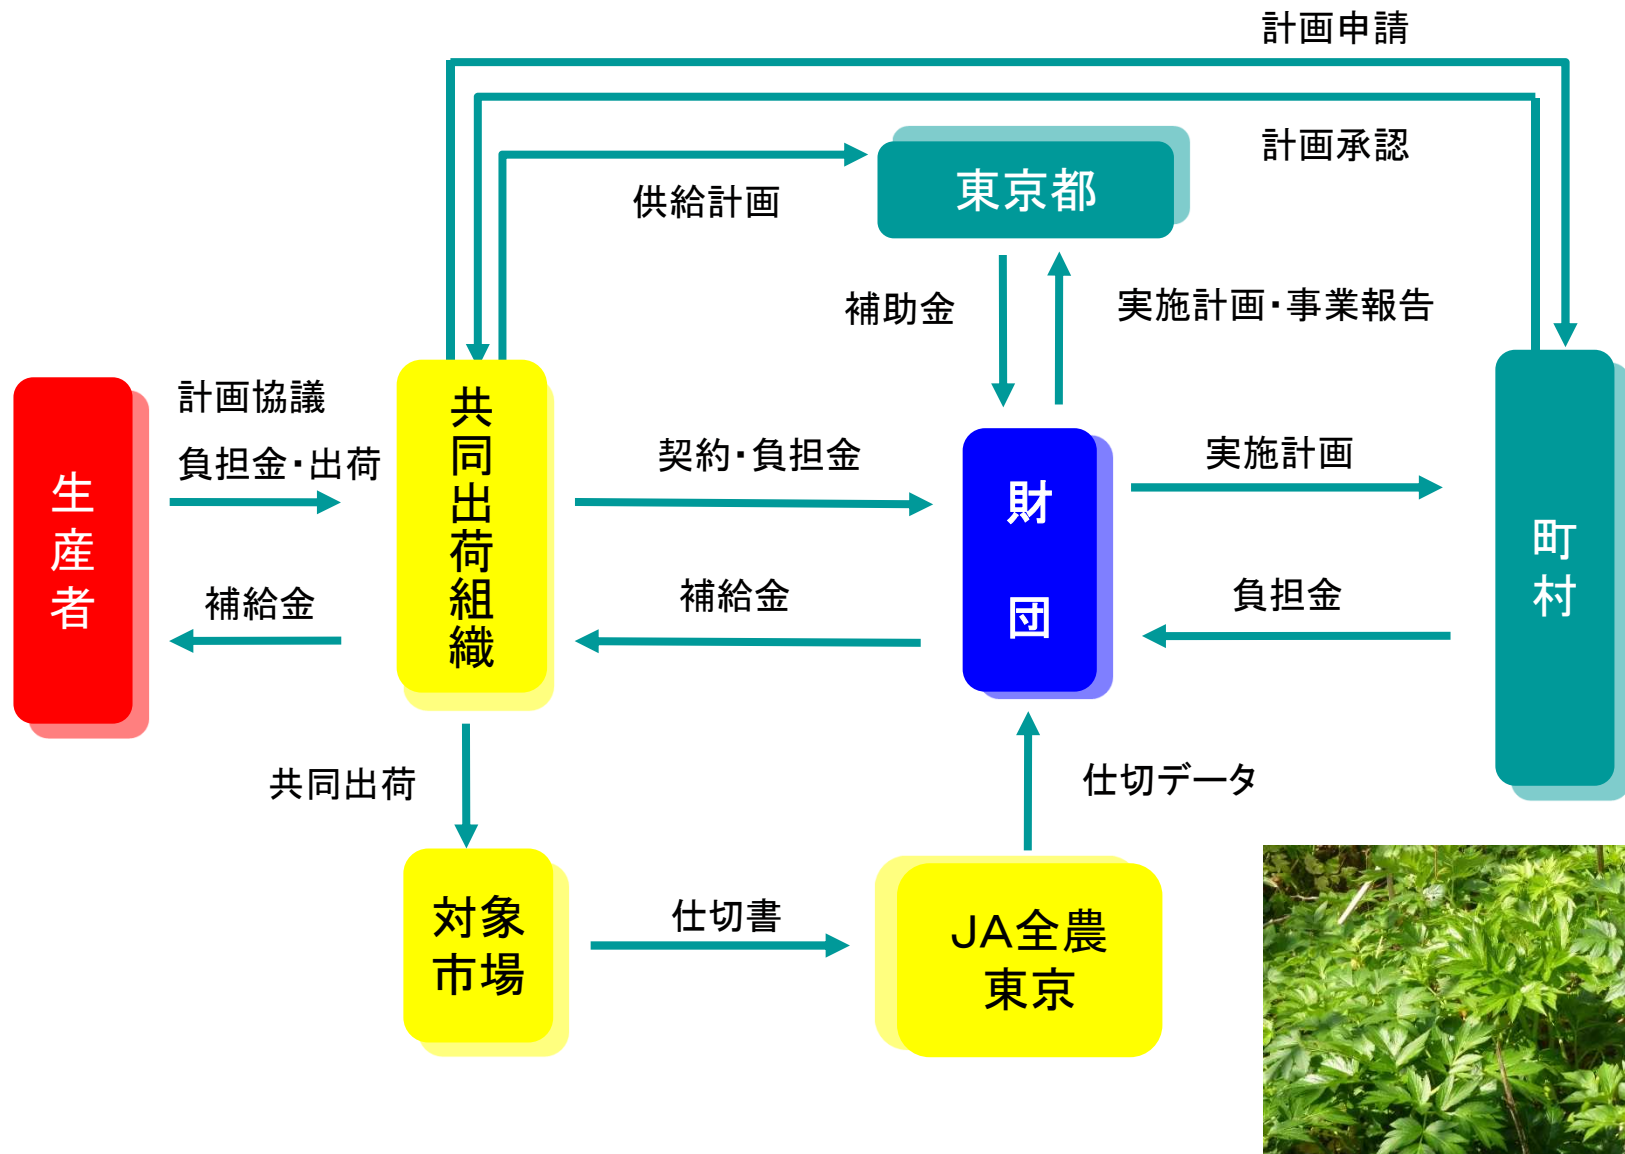 計画申請
計画承認
東京都
供給計画
補助金
実施計画・事業報告
計画協議
負担金・出荷
共同出荷組織
契約・負担金
実施計画
生産者
財団
町村
補給金
補給金
負担金
共同出荷
仕切データ
対象
市場
仕切書
JA全農
東京